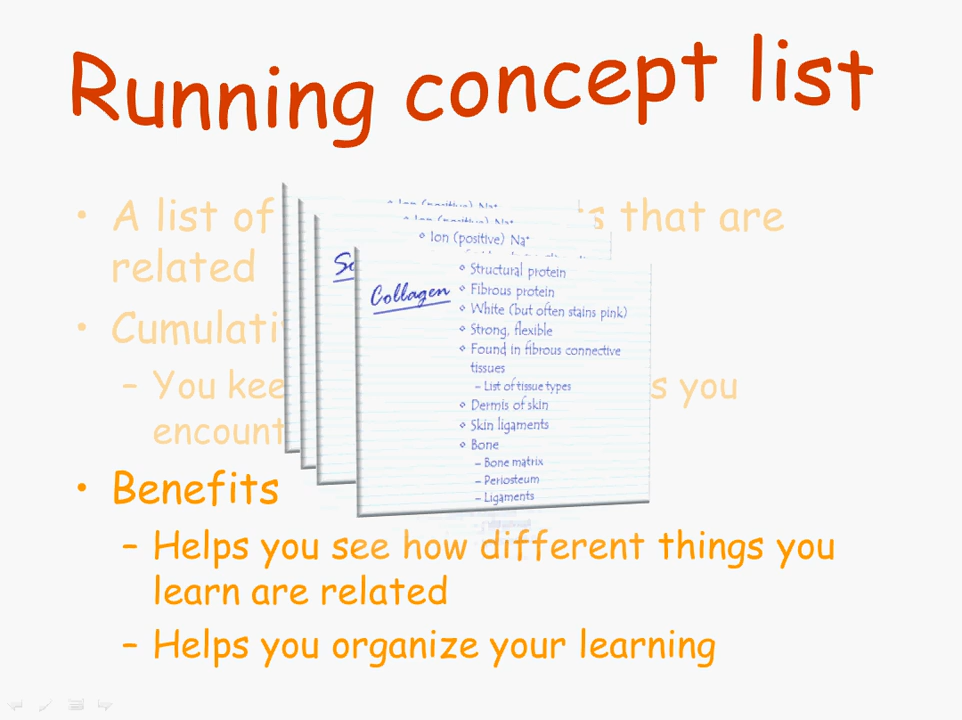 Running concept list
• A list of s that are
related
• Cumulati
– You kee s you
encount
• Benefits
– Helps you see how different things you
learn are related
– Helps you organize your learning
Ion (positive) Na+
Ion (positive) Na+
Ion (positive) Na+
Collagen
Structural protein
Fibrous protein
White (but often stains pink)
Strong, flexible
Found in fibrous connective
tissues
– List of tissue types
Dermis of skin
Skin ligaments
Bone
– Bone matrix
– Periosteum
– Ligaments